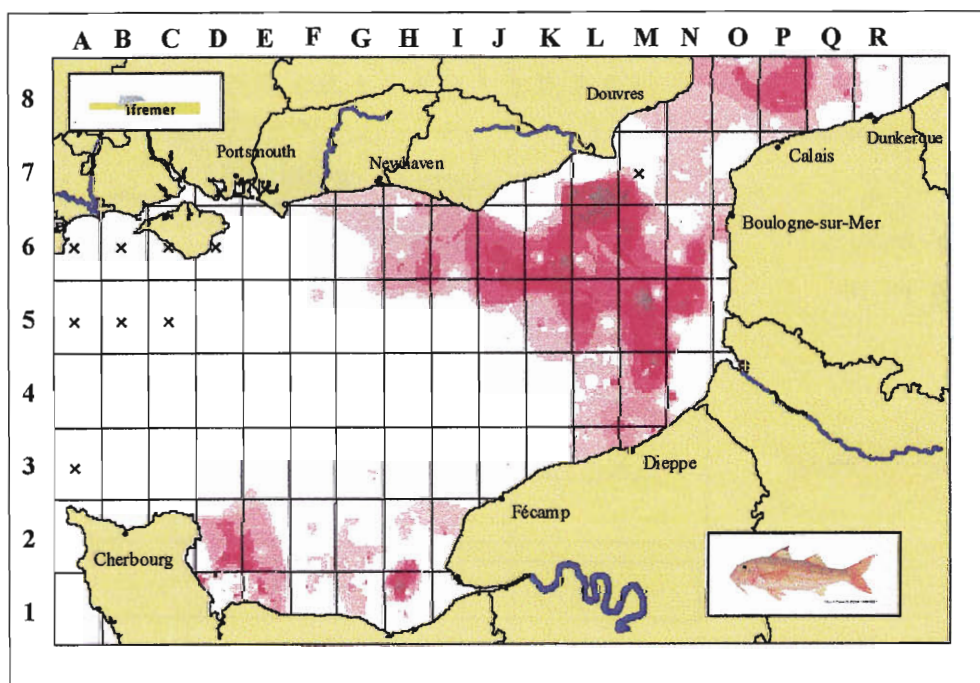 A B C D E F G H I J K L M N O P Q R
8
ifremer
Douvres
Dunkerque
Portsmouth
Calais
7
Newhaven
Boulogne-sur-Mer
6
5
4
3
Dieppe
Fécamp
2
Cherbourg
1